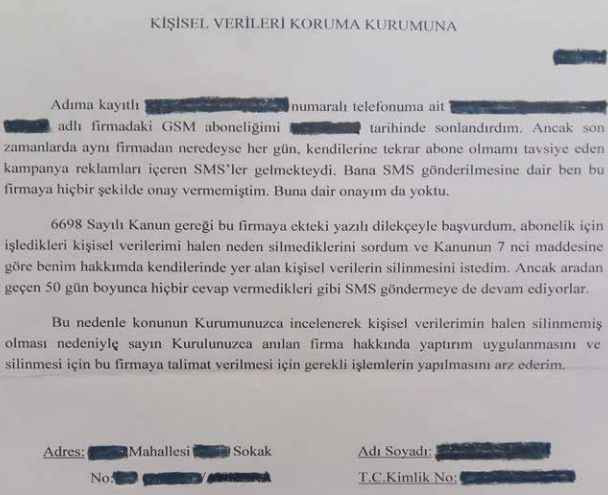 KİŞİSEL VERİLERİ KORUMA KURUMUNA
Adıma kayıtlı numaralı telefonuma ait
adlı firmadaki GSM aboneliğimi tarihinde sonlandırdım. Ancak son
zamanlarda aynı firmadan neredeyse her gün, kendilerine tekrar abone olmamı tavsiye eden
kampanya reklamları içeren SMS'ler gelmekteydi. Bana SMS gönderilmesine dair ben bu
firmaya hiçbir şekilde onay vermemiştim. Buna dair onayım da yoktu.
6698 Sayılı Kanun gereği bu firmaya ekteki yazılı dilekçeyle başvurdum, abonelik için
işledikleri kişisel verilerimi halen neden silmediklerini sordum ve Kanunun 7 nci maddesine
göre benim hakkımda kendilerinde yer alan kişisel verilerin silinmesini istedim. Ancak aradan
geçen 50 gün boyunca hiçbir cevap vermedikleri gibi SMS göndermeye de devam ediyorlar.
Bu nedenle konunun Kurumunuzca incelenerek kişisel verilerimin halen silinmemiş
olması nedeniyle sayın Kurulunuzca anılan firma hakkında yaptırım uygulanmasını ve
silinmesi için bu firmaya talimat verilmesi için gerekli işlemlerin yapılmasını arz ederim.
Adres: Mahallesi Sokak
No: /
Adı Soyadı:
T.C.Kimlik No: